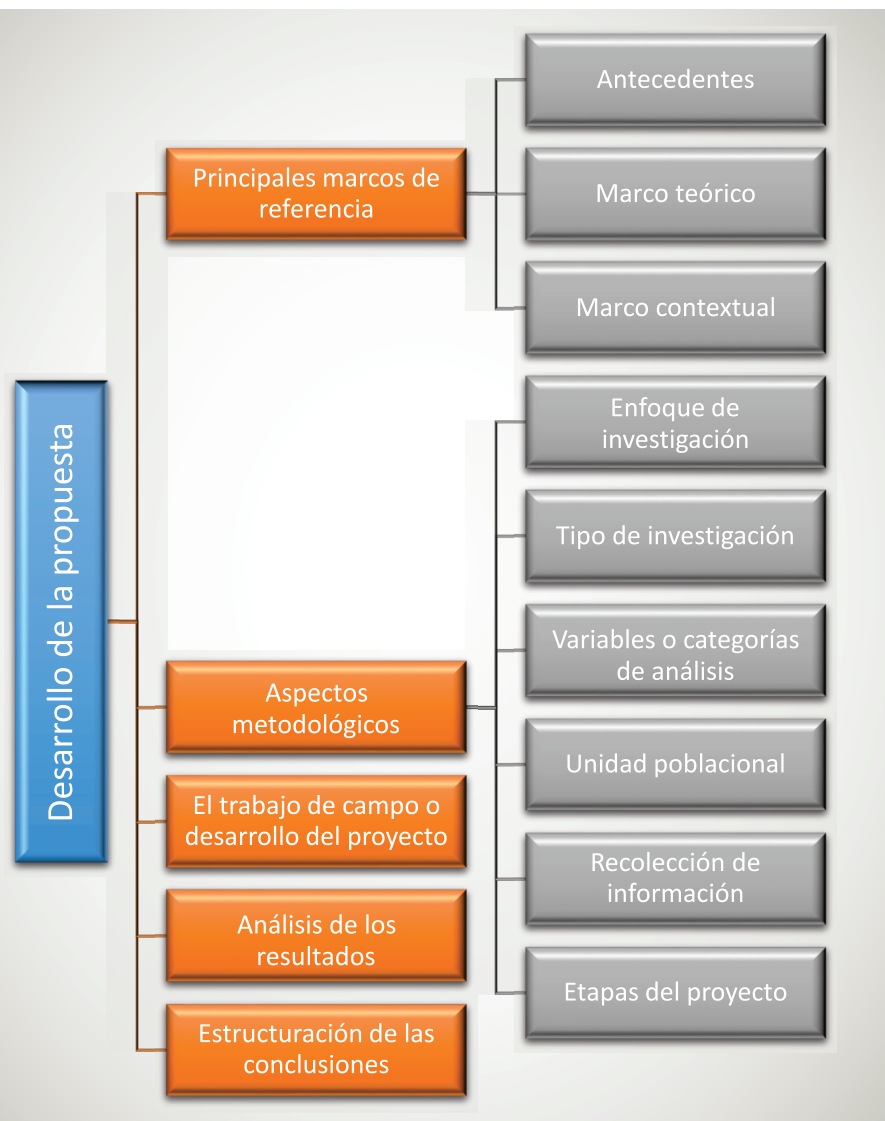 Desarrollo de la propuesta
Principales marcos de
referencia
Antecedentes
Marco teórico
Marco contextual
Aspectos
metodológicos
Enfoque de
investigación
Tipo de investigación
Variables o categorías
de análisis
Unidad poblacional
Recolección de
información
Etapas del proyecto
El trabajo de campo o
desarrollo del proyecto
Análisis de los
resultados
Estructuración de las
conclusiones